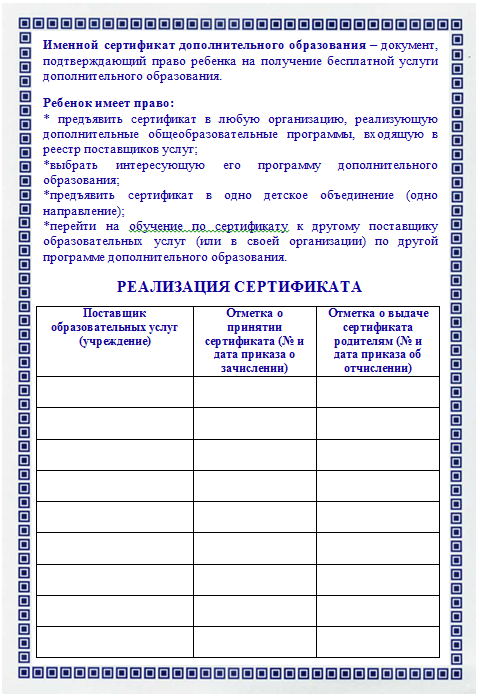 Именной сертификат дополнительного образования – документ,
подтверждающий право ребенка на получение бесплатной услуги
дополнительного образования.
Ребенок имеет право:
* предъявить сертификат в любую организацию, реализующую
дополнительные общеобразовательные программы, входящую в
реестр поставщиков услуг;
*выбрать интересующую его программу дополнительного
образования;
*предъявить сертификат в одно детское объединение (одно
направление);
*перейти на обучение по сертификату к другому поставщику
образовательных услуг (или в своей организации) по другой
программе дополнительного образования.
РЕАЛИЗАЦИЯ СЕРТИФИКАТА
Поставщик
образовательных услуг
(учреждение)
Отметка о
принятии
сертификата (№ и
дата приказа о
зачислении)
Отметка о выдаче
сертификата
родителям (№ и
дата приказа об
отчислении)